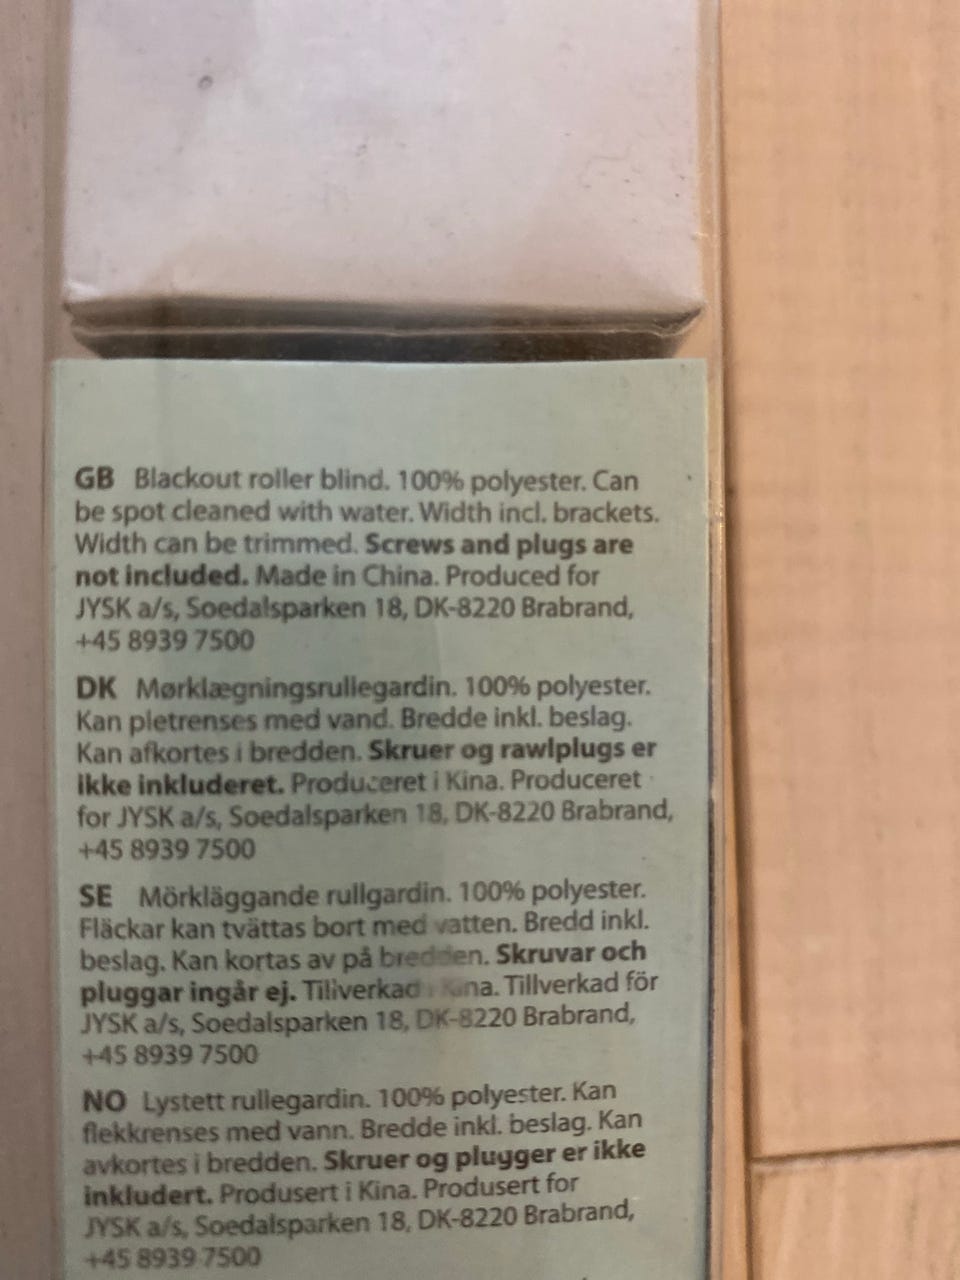 GB Blackout roller blind. 100% polyester. Can
be spot cleaned with water. Width incl. brackets.
Width can be trimmed. Screws and plugs are
not included. Made in China. Produced for
JYSK a/s, Soedalsparken 18, DK-8220 Brabrand,
+45 8939 7500
DK Mørklægningsrullegardin. 100% polyester.
Kan pletrenses med vand. Bredde inkl. beslag.
Kan afkortes i bredden. Skruer og rawlplugs er
ikke inkluderet. Produceret i Kina. Produceret
for JYSK a/s, Soedalsparken 18, DK-8220 Brabrand,
+45 8939 7500
SE Mörkläggande rullgardin. 100% polyester.
Fläckar kan tvättas bort med vatten. Bredd inkl.
beslag. Kan kortas av på bredden. Skruvar och
pluggar ingår ej. Tillverkad i Kina. Tillverkad för
JYSK a/s, Soedalsparken 18, DK-8220 Brabrand,
+45 8939 7500
NO Lystett rullegardin. 100% polyester. Kan
flekkrenses med vann. Bredde inkl. beslag. Kan
avkortes i bredden. Skruer og plugger er ikke
inkludert. Produsert i Kina. Produsert for
JYSK a/s, Soedalsparken 18, DK-8220 Brabrand,
+45 8939 7500